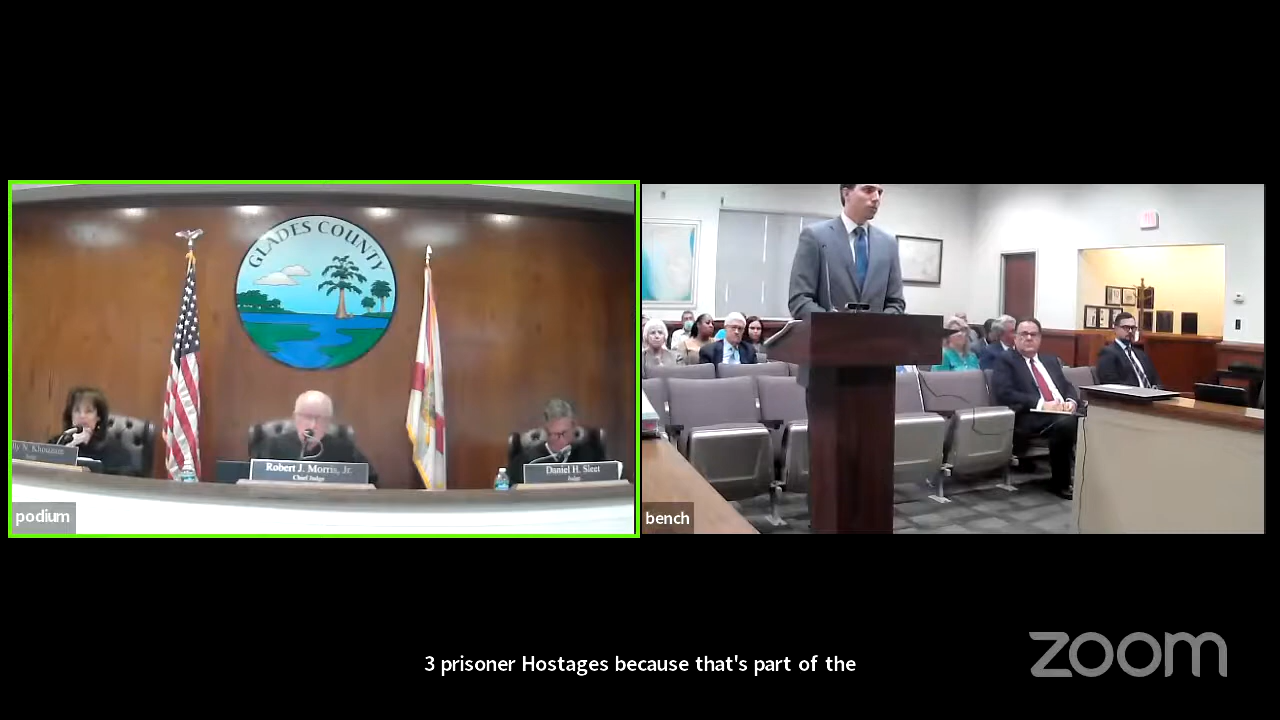 GLADES COUNTY
Robert J. Morris, Jr.
Chief Judge
Daniel H. Sleet
Judge
podium
bench
3 prisoner Hostages because that's part of the
zoom